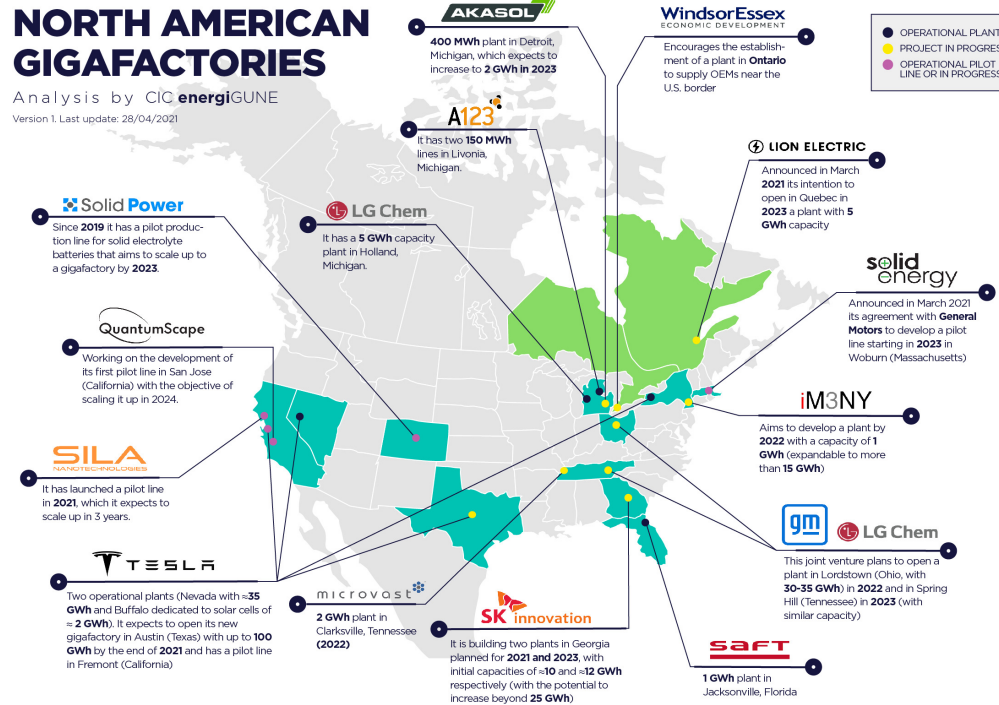 NORTH AMERICAN
GIGAFACTORIES
Analysis by CIC energiGUNE
Version 1. Last update: 28/04/2021
AKASOL
400 MWh plant in Detroit,
Michigan, which expects to
increase to 2 GWh in 2023
WindsorEssex
ECONOMIC DEVELOPMENT
Encourages the establish-
ment of a plant in Ontario
to supply OEMs near the
U.S. border
OPERATIONAL PLANT
PROJECT IN PROGRES
OPERATIONAL PILOT
LINE OR IN PROGRESS
A123
It has two 150 MWh
lines in Livonia,
Michigan.
LION ELECTRIC
Announced in March
2021 its intention to
open in Quebec in
2023 a plant with 5
GWh capacity
Solid Power
Since 2019 it has a pilot produc-
tion line for solid electrolyte
batteries that aims to scale up to
a gigafactory by 2023.
LG Chem
It has a 5 GWh capacity
plant in Holland,
Michigan.
solid
energy
Announced in March 2021
its agreement with General
Motors to develop a pilot
line starting in 2023 in
Woburn (Massachusetts)
QuantumScape
Working on the development of
its first pilot line in San Jose
(California) with the objective of
scaling it up in 2024.
iM3NY
Aims to develop a plant by
2022 with a capacity of 1
GWh (expandable to more
than 15 GWh)
SILA
NANOTECHNOLOGIES
It has launched a pilot line
in 2021, which it expects to
scale up in 3 years.
gm
LG Chem
This joint venture plans to open a
plant in Lordstown (Ohio, with
30-35 GWh) in 2022 and in Spring
Hill (Tennessee) in 2023 (with
similar capacity)
TESLA
Two operational plants (Nevada with ≈35
GWh and Buffalo dedicated to solar cells of
≈ 2 GWh). It expects to open its new
gigafactory in Austin (Texas) with up to 100
GWh by the end of 2021 and has a pilot line
in Fremont (California)
microvast
2 GWh plant in
Clarksville, Tennessee
(2022)
SK innovation
It is building two plants in Georgia
planned for 2021 and 2023, with
initial capacities of ≈10 and ≈12 GWh
respectively (with the potential to
increase beyond 25 GWh)
SAFT
1 GWh plant in
Jacksonville, Florida